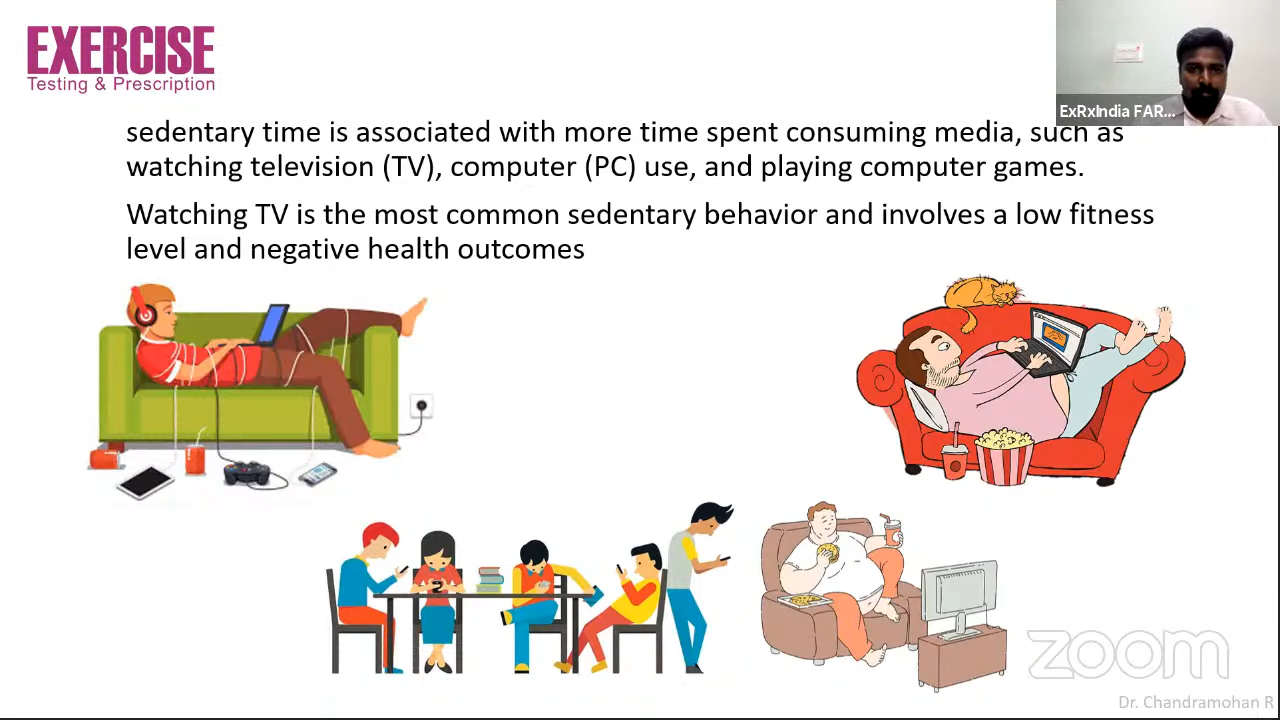 EXERCISE
Testing & Prescription
ExRxIndia FAR...
sedentary time is associated with more time spent consuming media, such as
watching television (TV), computer (PC) use, and playing computer games.
Watching TV is the most common sedentary behavior and involves a low fitness
level and negative health outcomes
zoom
Dr. Chandramohan R